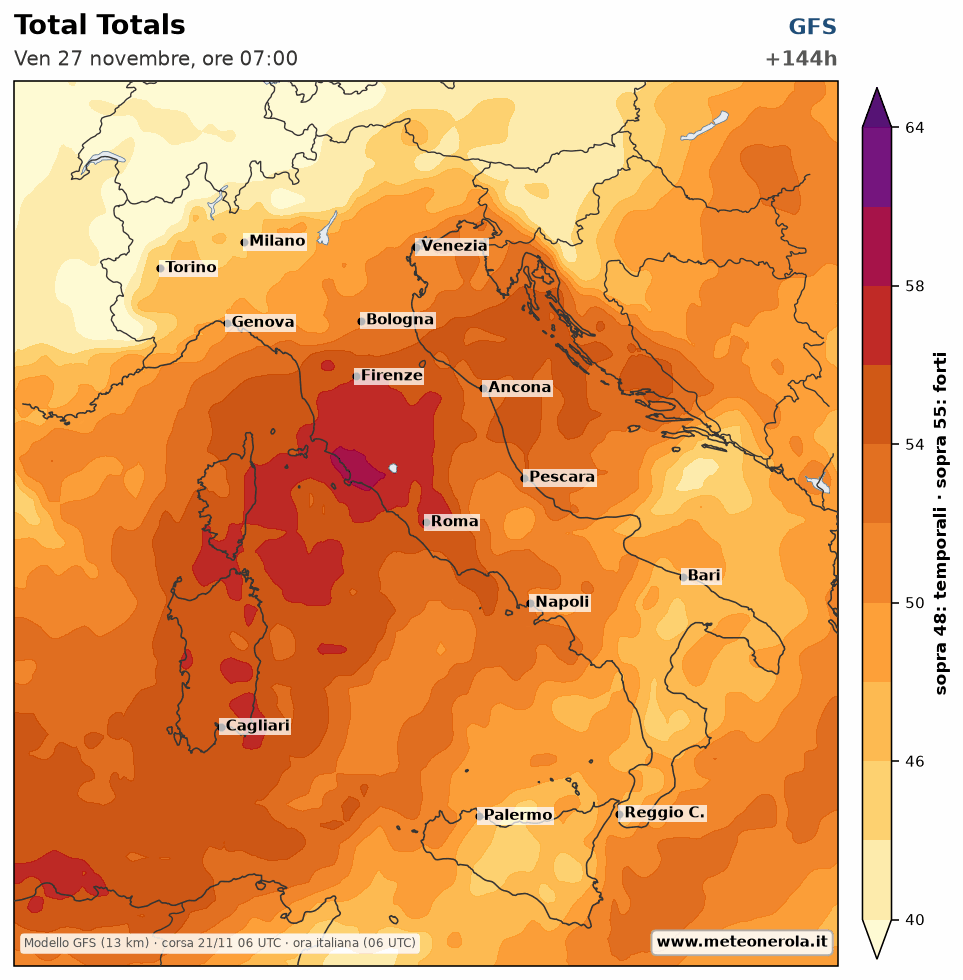 Total Totals
GFS
Ven 27 novembre, ore 07:00
+144h
64
Milano
Venezia
Torino
58
Genova
Bologna
Firenze
Ancona
54
Pescara
Roma
Bari
50
Napoli
Cagliari
46
Palermo
Reggio C.
40
sopra 48: temporali · sopra 55: forti
Modello GFS (13 km) · corsa 21/11 06 UTC · ora italiana (06 UTC)
www.meteonerola.it